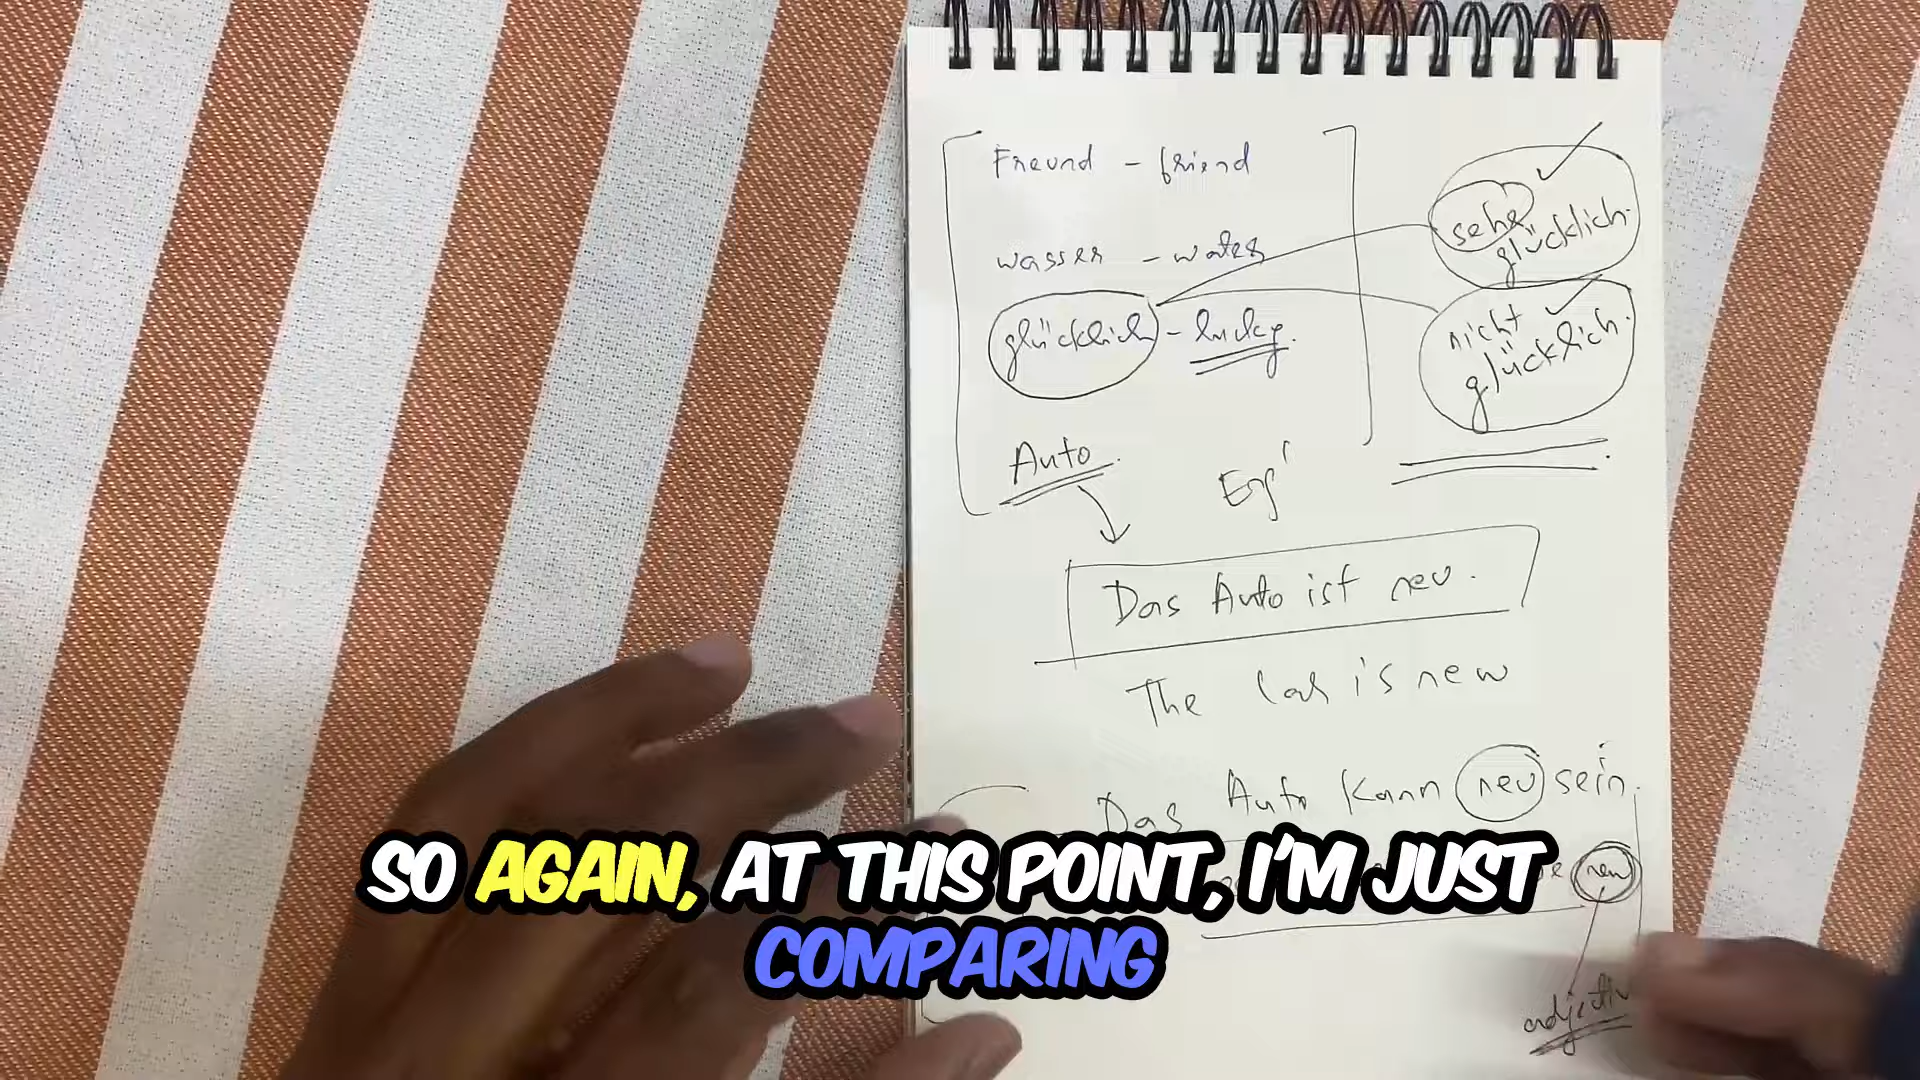 Freund - friend
wasser - water
glücklich - lucky.
sehr
glücklich.
nicht
glücklich.
Auto.
Das Auto ist neu.
The car is new
Das Auto kann neu sein.
new
SO AGAIN, AT THIS POINT, I'M JUST
COMPARING